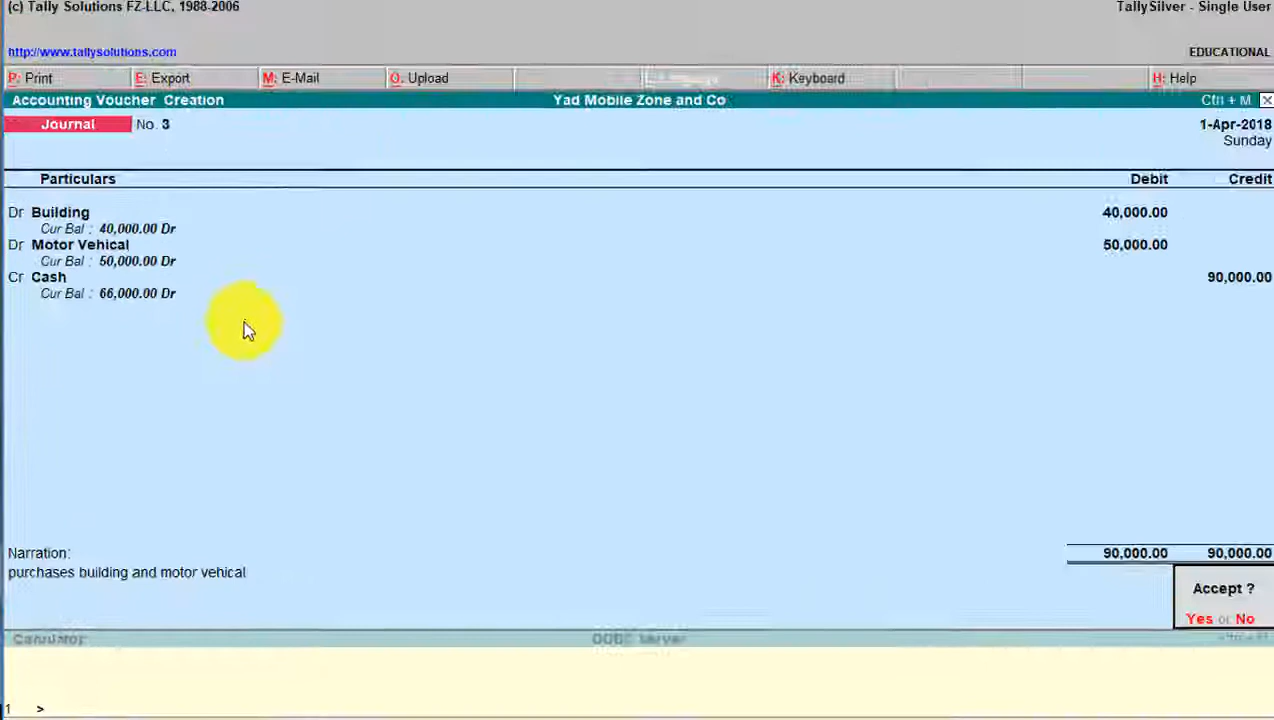 (c) Tally Solutions FZ-LLC, 1988-2006 TallySilver - Single User
http://www.tallysolutions.com EDUCATIONAL
P: Print E: Export M: E-Mail O: Upload K: Keyboard H: Help
Accounting Voucher Creation Yad Mobile Zone and Co Ctrl + M
Journal No. 3 1-Apr-2018
Sunday
Particulars Debit Credit
Dr Building 40,000.00
Cur Bal : 40,000.00 Dr
Dr Motor Vehical 50,000.00
Cur Bal : 50,000.00 Dr
Cr Cash 90,000.00
Cur Bal : 66,000.00 Dr
Narration: 90,000.00 90,000.00
purchases building and motor vehical
Accept ?
Yes or No
Calculator ODBC Server
1 >